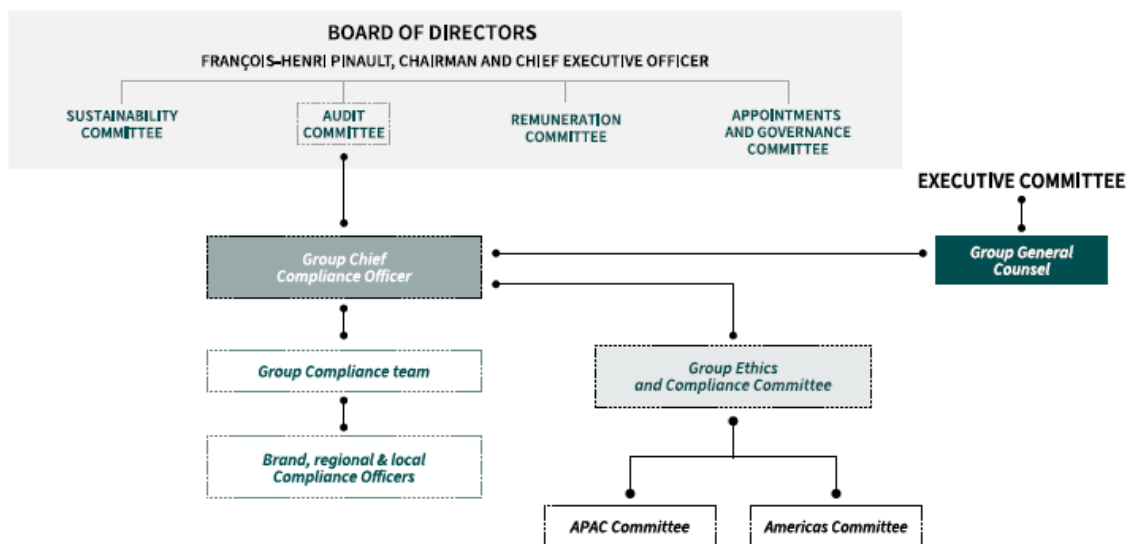 BOARD OF DIRECTORS
FRANÇOIS-HENRI PINAULT, CHAIRMAN AND CHIEF EXECUTIVE OFFICER
SUSTAINABILITY
COMMITTEE
AUDIT
COMMITTEE
REMUNERATION
COMMITTEE
APPOINTMENTS
AND GOVERNANCE
COMMITTEE
EXECUTIVE COMMITTEE
Group Chief
Compliance Officer
Group General
Counsel
Group Compliance team
Group Ethics
and Compliance Committee
Brand, regional & local
Compliance Officers
APAC Committee
Americas Committee